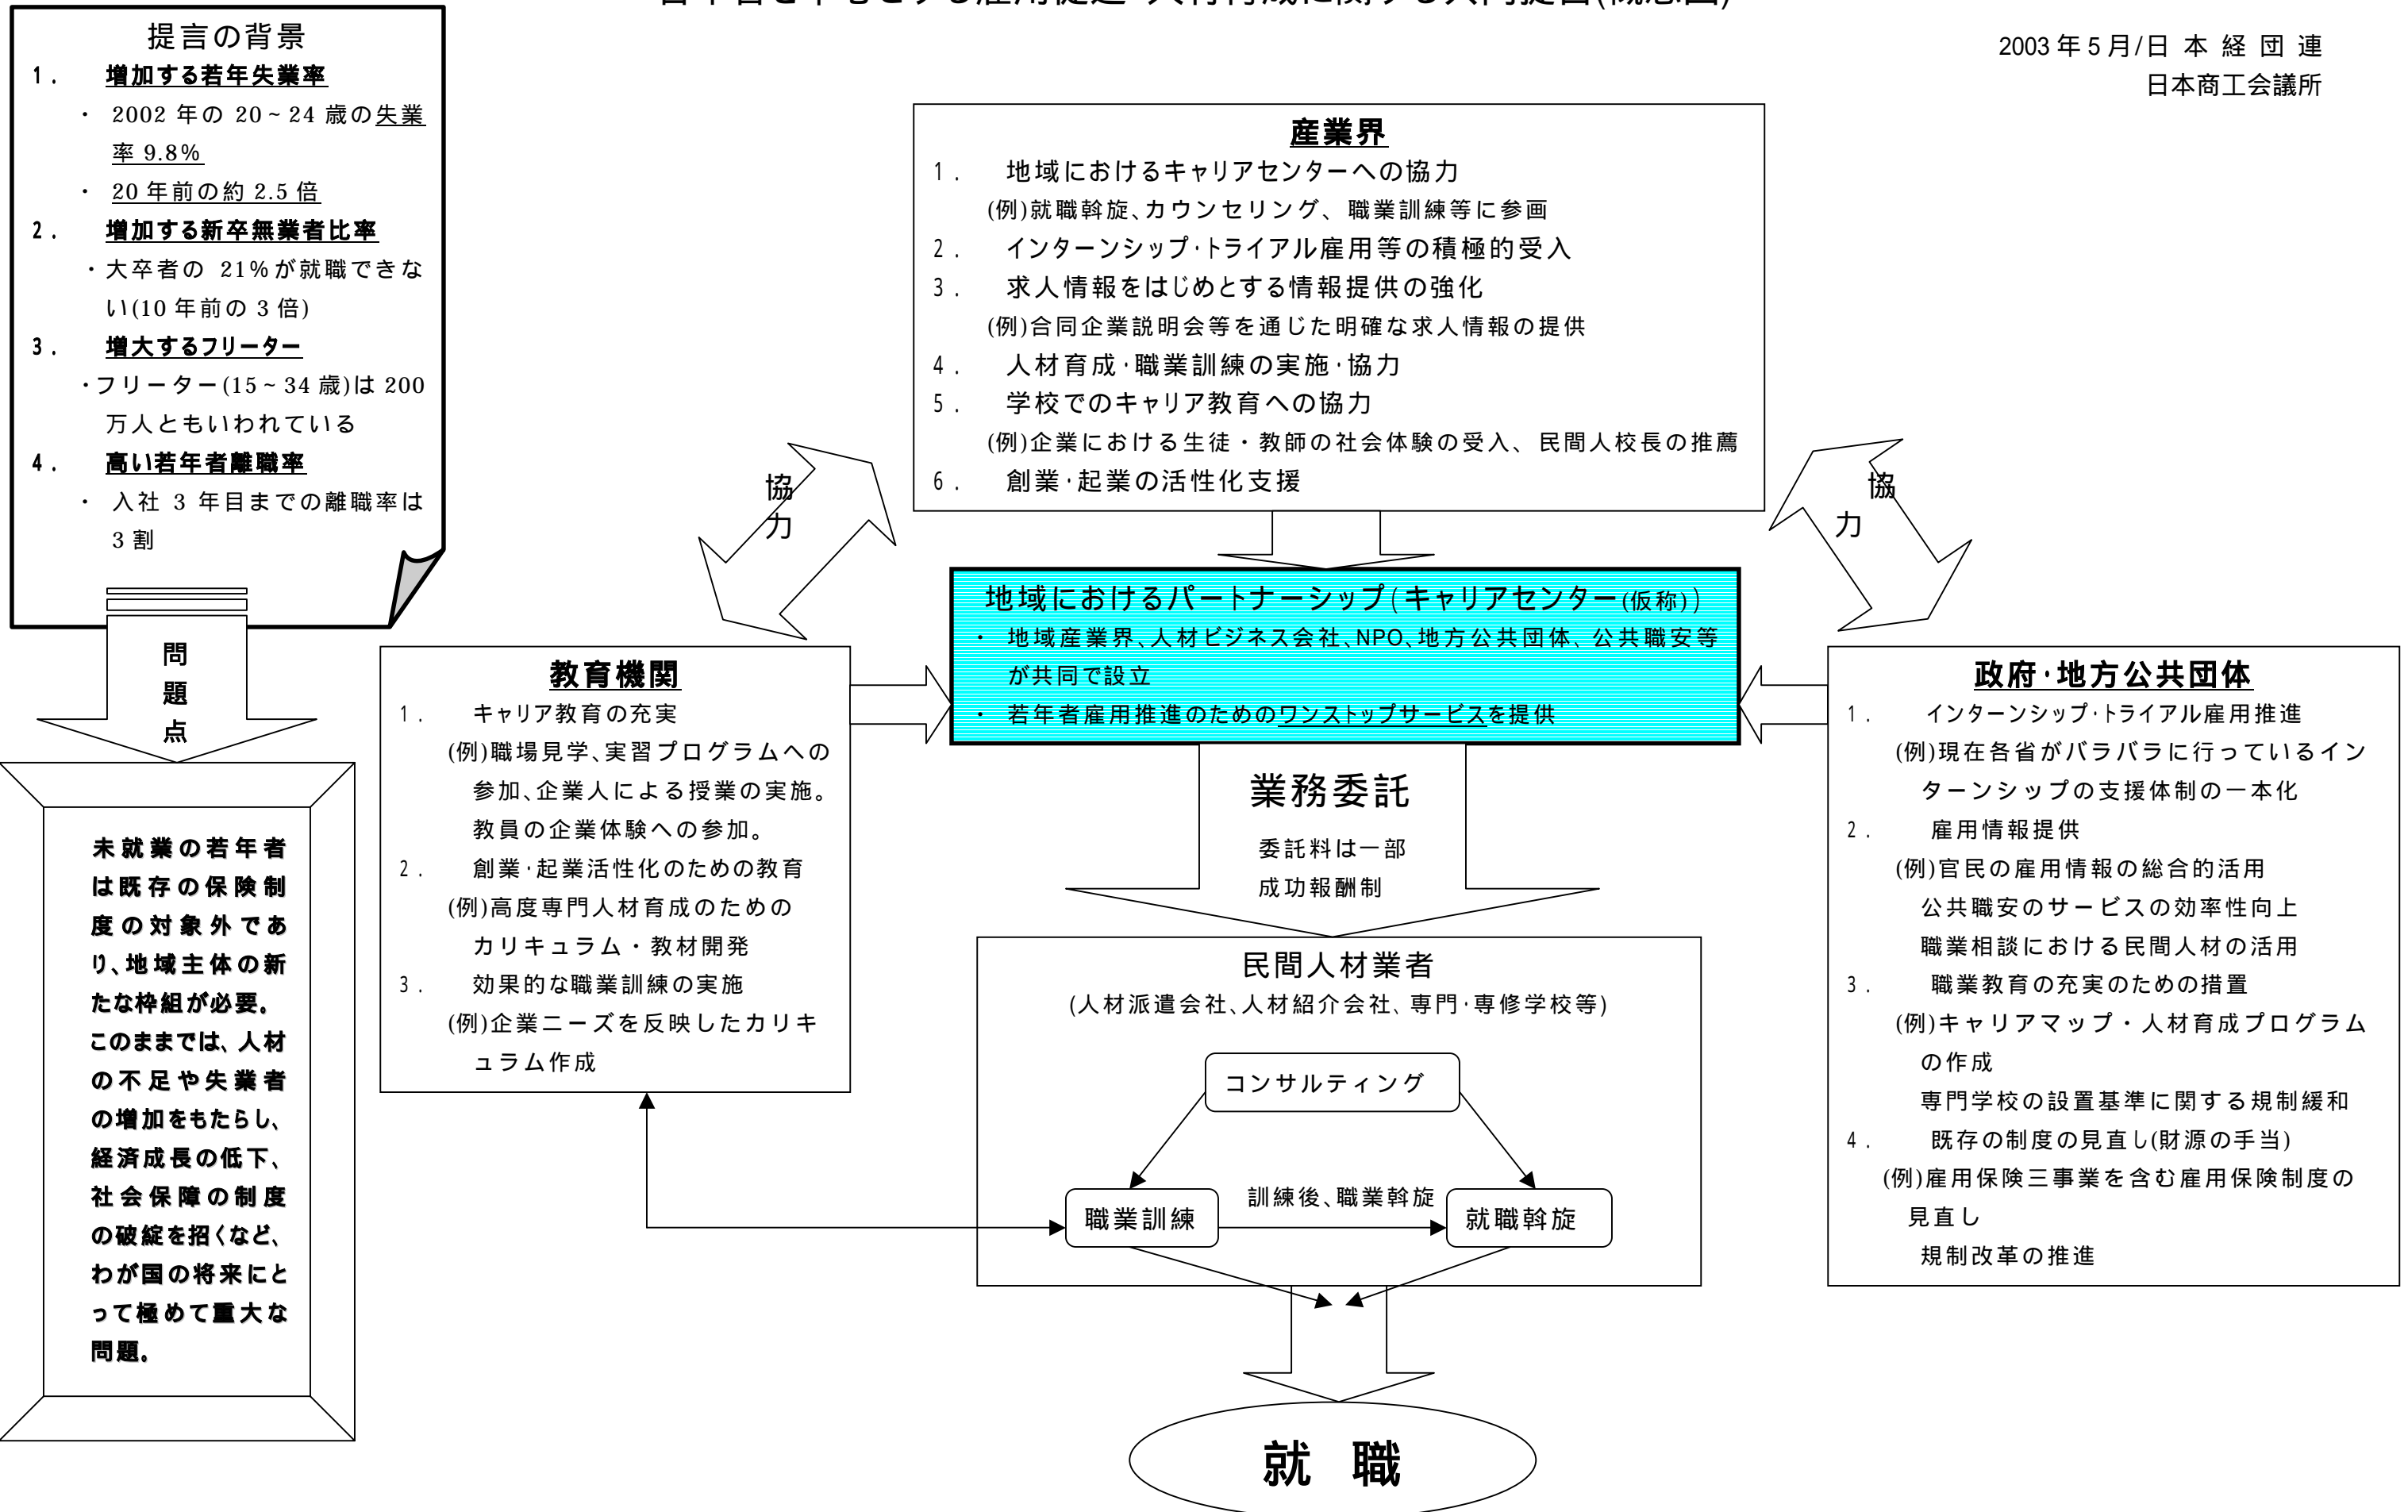 2003年5月/日 本 経 団 連
日本商工会議所
提言の背景
1. 増加する若年失業率
・ 2002 年の 20~24 歳の失業
率 9.8%
・ 20 年前の約 2.5 倍
2. 増加する新卒無業者比率
・大卒者の 21%が就職できな
い(10 年前の 3 倍)
3. 増大するフリーター
・フリーター(15~34 歳)は 200
万人ともいわれている
4. 高い若年者離職率
・ 入社 3 年目までの離職率は
3 割
問
題
点
未就業の若年者
は既存の保険制
度の対象外であ
り、地域主体の新
たな枠組が必要。
このままでは、人材
の不足や失業者
の増加をもたらし、
経済成長の低下、
社会保障の制度
の破綻を招くなど、
わが国の将来にと
って極めて重大な
問題。
産業界
1. 地域におけるキャリアセンターへの協力
(例)就職斡旋、カウンセリング、職業訓練等に参画
2. インターンシップ・トライアル雇用等の積極的受入
3. 求人情報をはじめとする情報提供の強化
(例)合同企業説明会等を通じた明確な求人情報の提供
4. 人材育成・職業訓練の実施・協力
5. 学校でのキャリア教育への協力
(例)企業における生徒・教師の社会体験の受入、民間人校長の推薦
6. 創業・起業の活性化支援
協
力
協
力
地域におけるパートナーシップ(キャリアセンター(仮称))
・ 地域産業界、人材ビジネス会社、NPO、地方公共団体、公共職安等
が共同で設立
・ 若年者雇用推進のためのワンストップサービスを提供
教育機関
1. キャリア教育の充実
(例)職場見学、実習プログラムへの
参加、企業人による授業の実施。
教員の企業体験への参加。
2. 創業・起業活性化のための教育
(例)高度専門人材育成のための
カリキュラム・教材開発
3. 効果的な職業訓練の実施
(例)企業ニーズを反映したカリキ
ュラム作成
政府・地方公共団体
1. インターンシップ・トライアル雇用推進
(例)現在各省がバラバラに行っているイン
ターンシップの支援体制の一本化
2. 雇用情報提供
(例)官民の雇用情報の総合的活用
公共職安のサービスの効率性向上
職業相談における民間人材の活用
3. 職業教育の充実のための措置
(例)キャリアマップ・人材育成プログラム
の作成
専門学校の設置基準に関する規制緩和
4. 既存の制度の見直し(財源の手当)
(例)雇用保険三事業を含む雇用保険制度の
見直し
規制改革の推進
業務委託
委託料は一部
成功報酬制
民間人材業者
(人材派遣会社、人材紹介会社、専門・専修学校等)
コンサルティング
職業訓練
訓練後、職業斡旋
就職斡旋
就 職